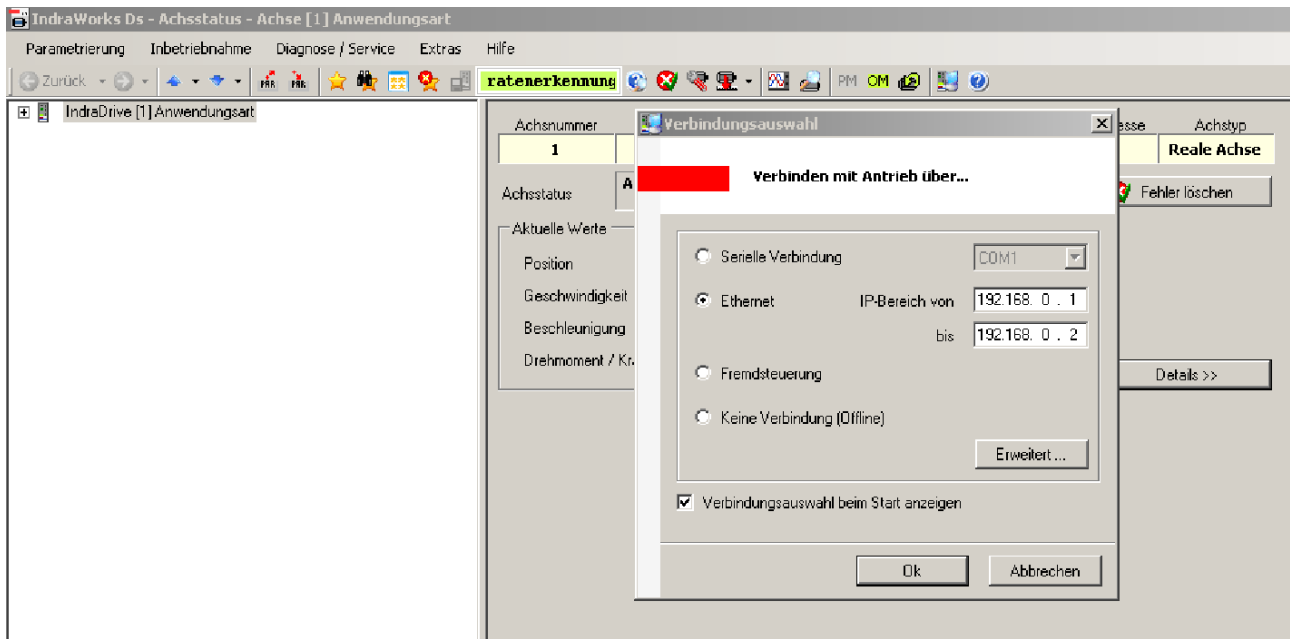 IndraWorks Ds - Achsstatus - Achse [1] Anwendungsart
Parametrierung Inbetriebnahme Diagnose / Service Extras Hilfe
Zurück PAR PAR ratenerkennung PM OM
IndraDrive [1] Anwendungsart
Achsnummer esse Achstyp
1 Reale Achse
Achsstatus A Fehler löschen
Aktuelle Werte
Position
Geschwindigkeit
Beschleunigung
Drehmoment / Kr
Details >>
Verbindungsauswahl
Verbinden mit Antrieb über...
Serielle Verbindung COM1
Ethernet IP-Bereich von 192.168. 0 . 1
bis 192.168. 0 . 2
Fremdsteuerung
Keine Verbindung (Offline)
Erweitert ...
Verbindungsauswahl beim Start anzeigen
Ok Abbrechen